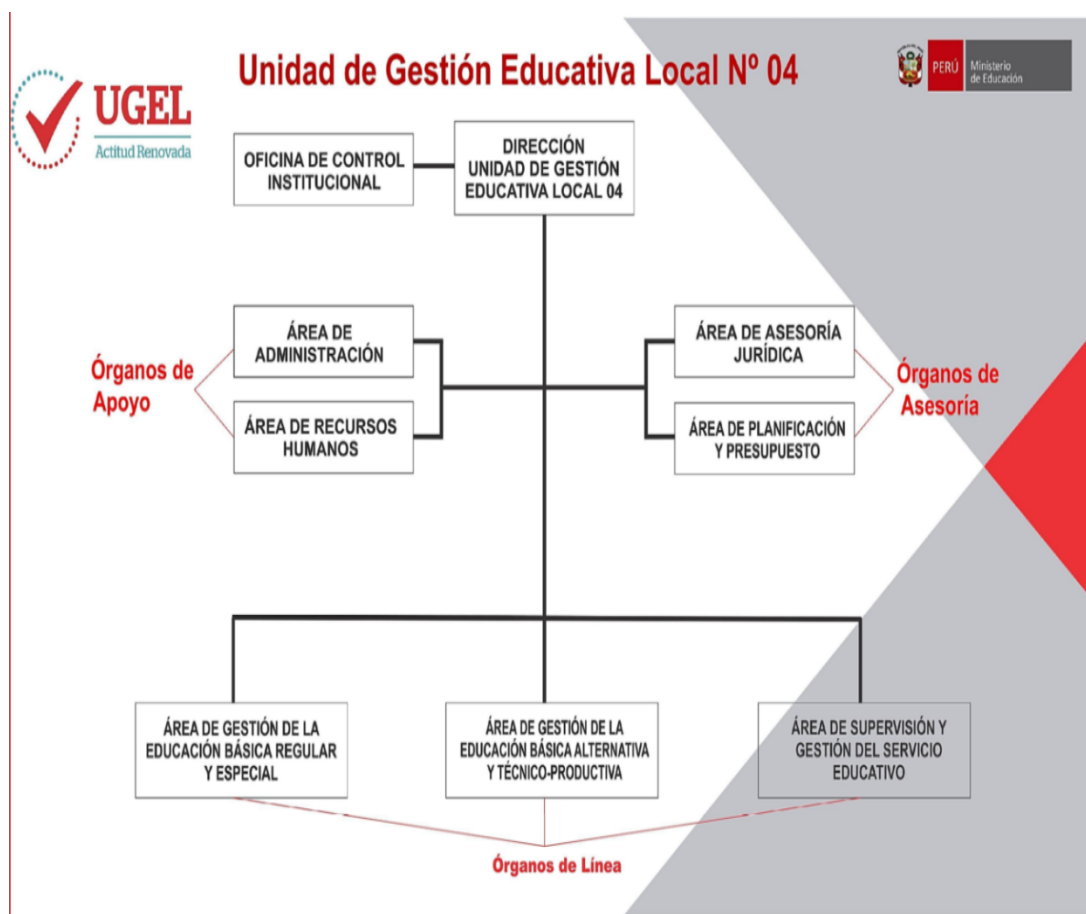 Unidad de Gestión Educativa Local Nº 04
UGEL
Actitud Renovada
PERÚ
Ministerio
de Educación
OFICINA DE CONTROL
INSTITUCIONAL
DIRECCIÓN
UNIDAD DE GESTIÓN
EDUCATIVA LOCAL 04
Órganos de
Apoyo
ÁREA DE
ADMINISTRACIÓN
ÁREA DE RECURSOS
HUMANOS
ÁREA DE ASESORÍA
JURÍDICA
ÁREA DE PLANIFICACIÓN
Y PRESUPUESTO
Órganos de
Asesoría
ÁREA DE GESTIÓN DE LA
EDUCACIÓN BÁSICA REGULAR
Y ESPECIAL
ÁREA DE GESTIÓN DE LA
EDUCACIÓN BÁSICA ALTERNATIVA
Y TÉCNICO-PRODUCTIVA
ÁREA DE SUPERVISIÓN Y
GESTIÓN DEL SERVICIO
EDUCATIVO
Órganos de Línea